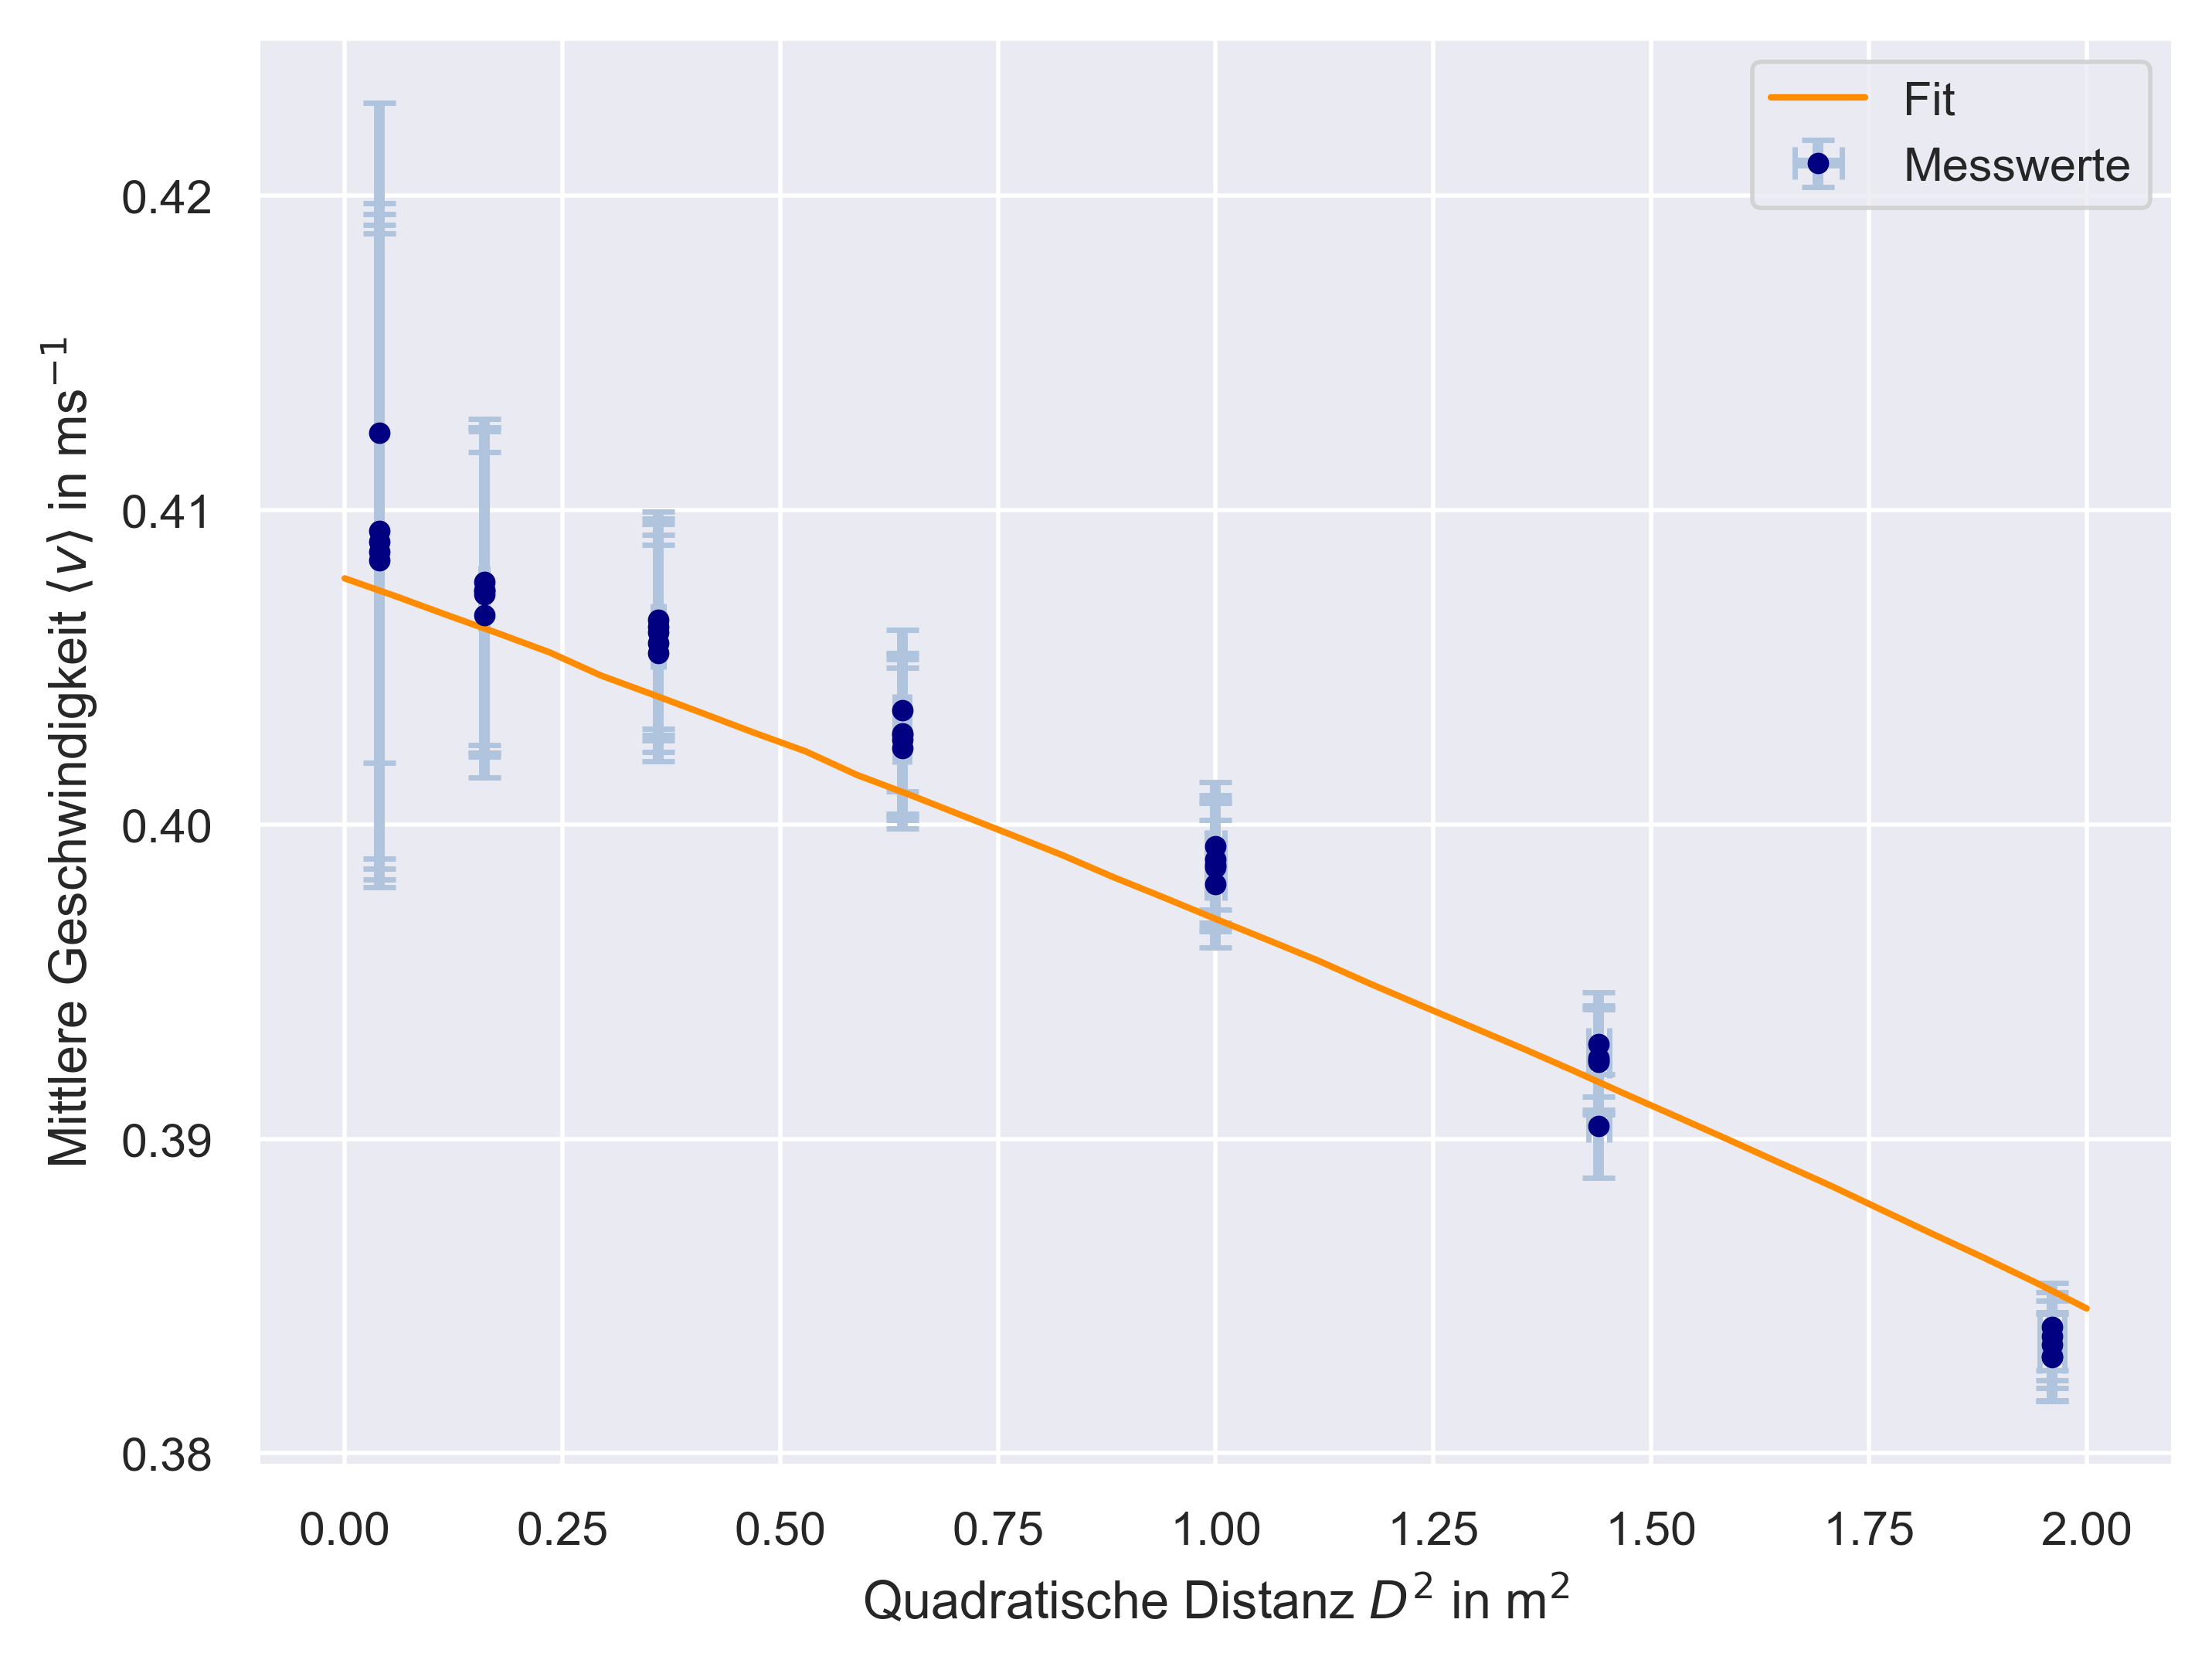 Fit
Messwerte
0.42
0.41
0.40
0.39
0.38
Mittlere Geschwindigkeit ⟨v⟩ in ms⁻¹
0.00 0.25 0.50 0.75 1.00 1.25 1.50 1.75 2.00
Quadratische Distanz D² in m²